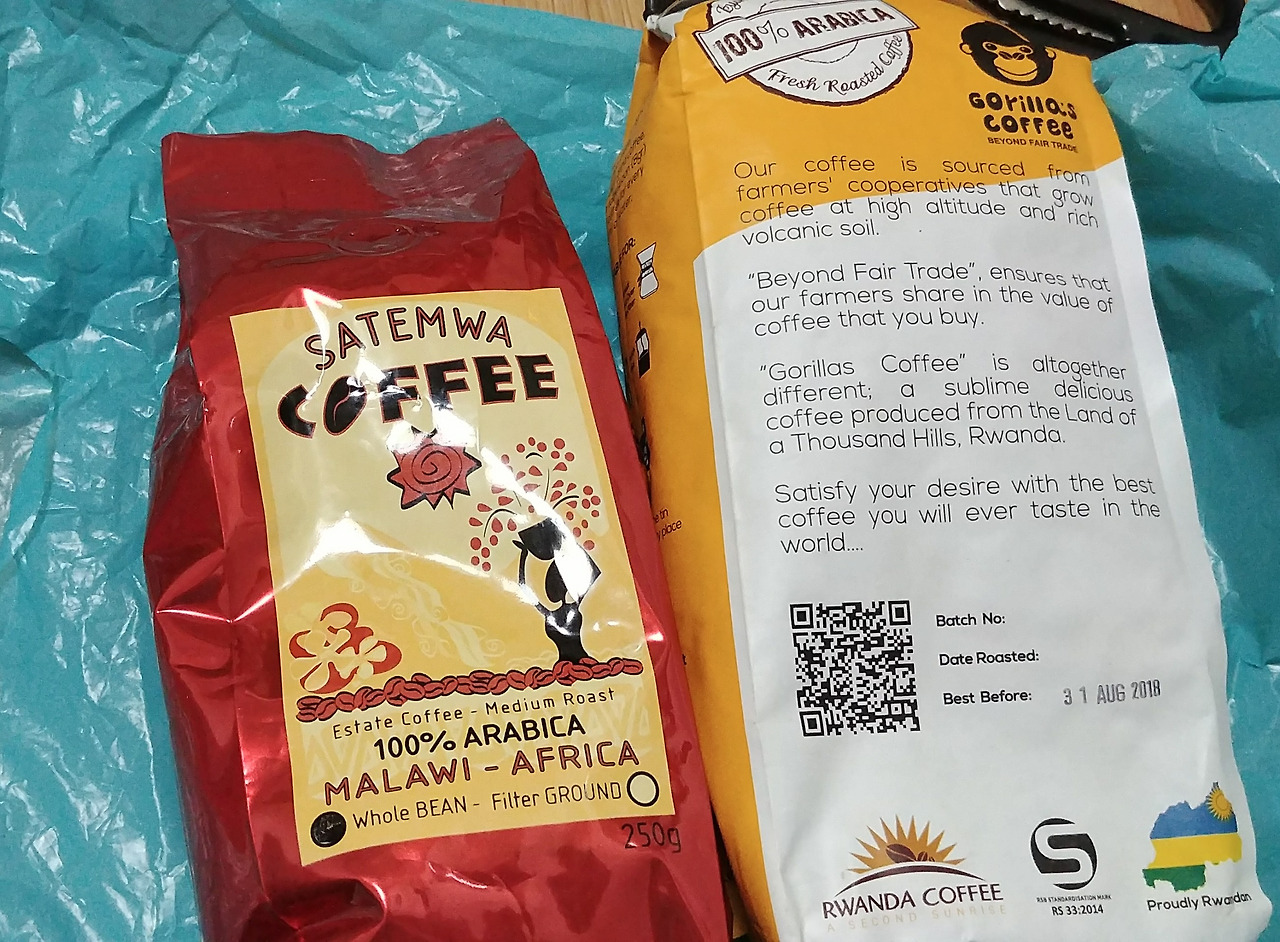 SATEMWA
COFFEE
Estate Coffee - Medium Roast
100% ARABICA
MALAWI - AFRICA
Whole BEAN - Filter GROUND
250g
100% ARABICA
Fresh Roasted Coffee
GORILLA'S
COFFEE
BEYOND FAIR TRADE
Our coffee is sourced from
farmers' cooperatives that grow
coffee at high altitude and rich
volcanic soil.
"Beyond Fair Trade", ensures that
our farmers share in the value of
coffee that you buy.
"Gorillas Coffee" is altogether
different; a sublime delicious
coffee produced from the Land of
a Thousand Hills, Rwanda.
Satisfy your desire with the best
coffee you will ever taste in the
world....
Batch No:
Date Roasted:
Best Before: 31 AUG 2018
RWANDA COFFEE
A SECOND SUNRISE
RSB STANDARDISATION MARK
RS 33:2014
Proudly Rwandan